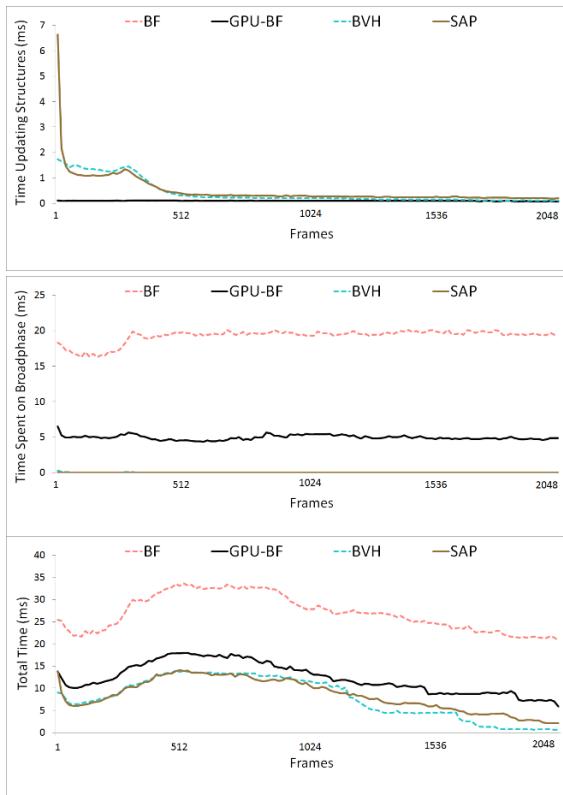 BF GPU-BF BVH SAP
Time Updating Structures (ms)
7
6
5
4
3
2
1
0
1 512 1024 1536 2048
Frames
BF GPU-BF BVH SAP
Time Spent on Broadphase (ms)
25
20
15
10
5
0
1 512 1024 1536 2048
Frames
BF GPU-BF BVH SAP
Total Time (ms)
40
35
30
25
20
15
10
5
0
1 512 1024 1536 2048
Frames